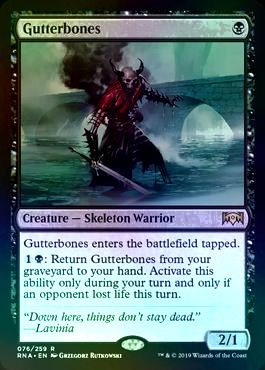 Gutterbones
Creature — Skeleton Warrior
Gutterbones enters the battlefield tapped.
1 : Return Gutterbones from your
graveyard to your hand. Activate this
ability only during your turn and only if
an opponent lost life this turn.
"Down here, things don't stay dead."
—Lavinia
2/1
076/259 R
RNA • EN GRZEGORZ RUTKOWSKI
™ & © 2019 Wizards of the Coast